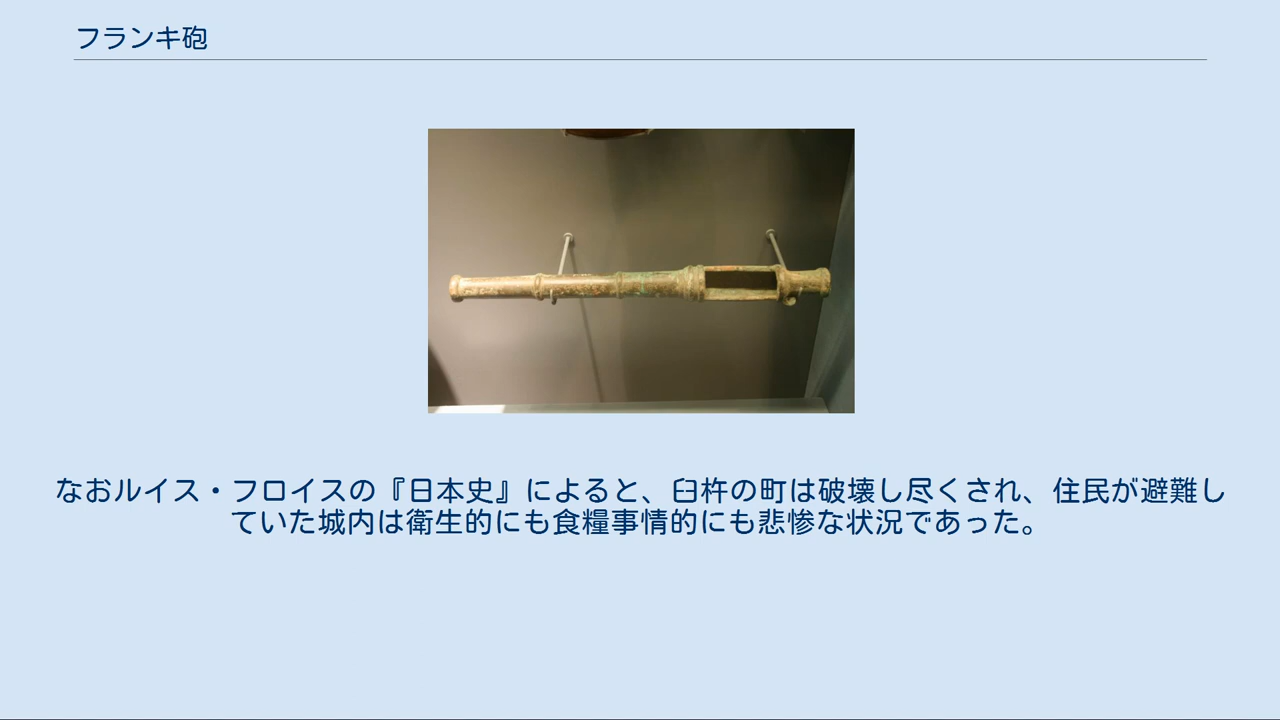 フランキ砲
なおルイス・フロイスの『日本史』によると、臼杵の町は破壊し尽くされ、住民が避難し
ていた城内は衛生的にも食糧事情的にも悲惨な状況であった。